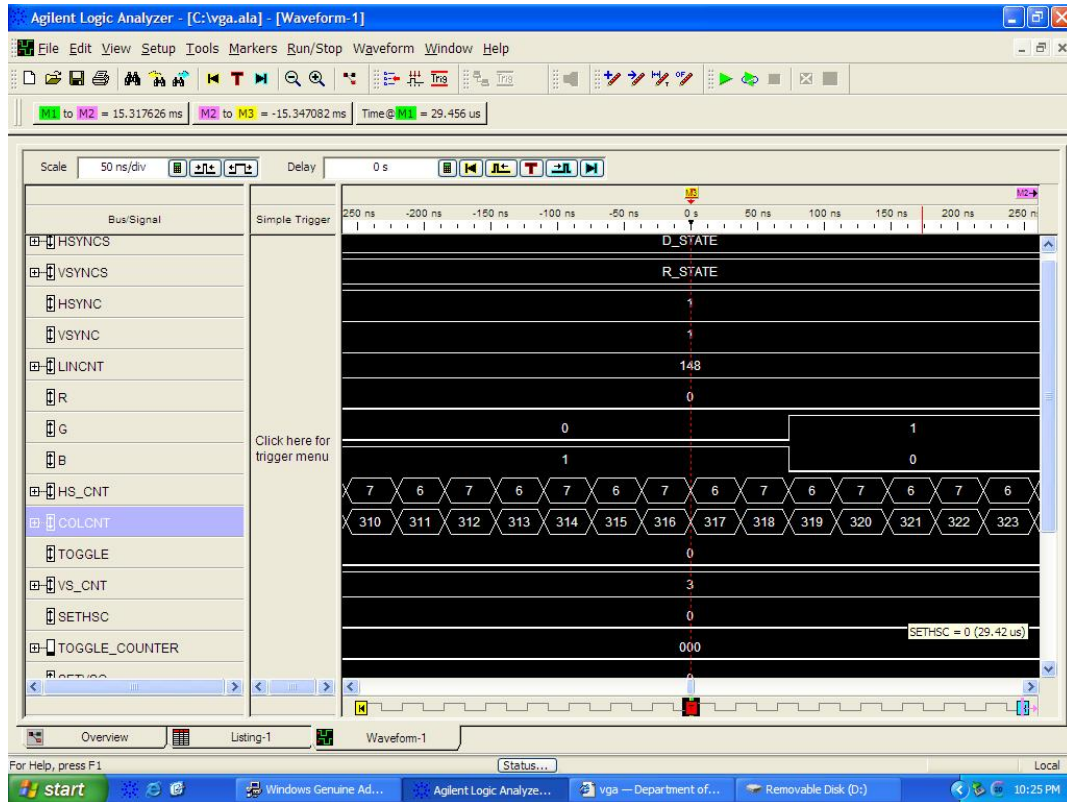 Agilent Logic Analyzer - [C:\vga.ala] - [Waveform-1]
File Edit View Setup Tools Markers Run/Stop Waveform Window Help
T Trig Trig
M1 to M2 = 15.317626 ms M2 to M3 = -15.347082 ms Time@M1 = 29.456 us
Scale 50 ns/div Delay 0 s T
M3 M2
Bus/Signal Simple Trigger 250 ns -200 ns -150 ns -100 ns -50 ns 0 s 50 ns 100 ns 150 ns 200 ns 250 n
HSYNCS D_STATE
VSYNCS R_STATE
HSYNC 1
VSYNC 1
LINCNT 148
R 0
G 0 1
Click here for
trigger menu
B 1 0
HS_CNT 7 6 7 6 7 6 7 6 7 6 7 6 7 6
COLCNT 310 311 312 313 314 315 316 317 318 319 320 321 322 323
TOGGLE 0
VS_CNT 3
SETHSC 0
SETHSC = 0 (29.42 us)
TOGGLE_COUNTER 000
Overview Listing-1 Waveform-1
For Help, press F1 Status... Local
start Windows Genuine Ad... Agilent Logic Analyze... vga — Department of... Removable Disk (D:) 10:25 PM